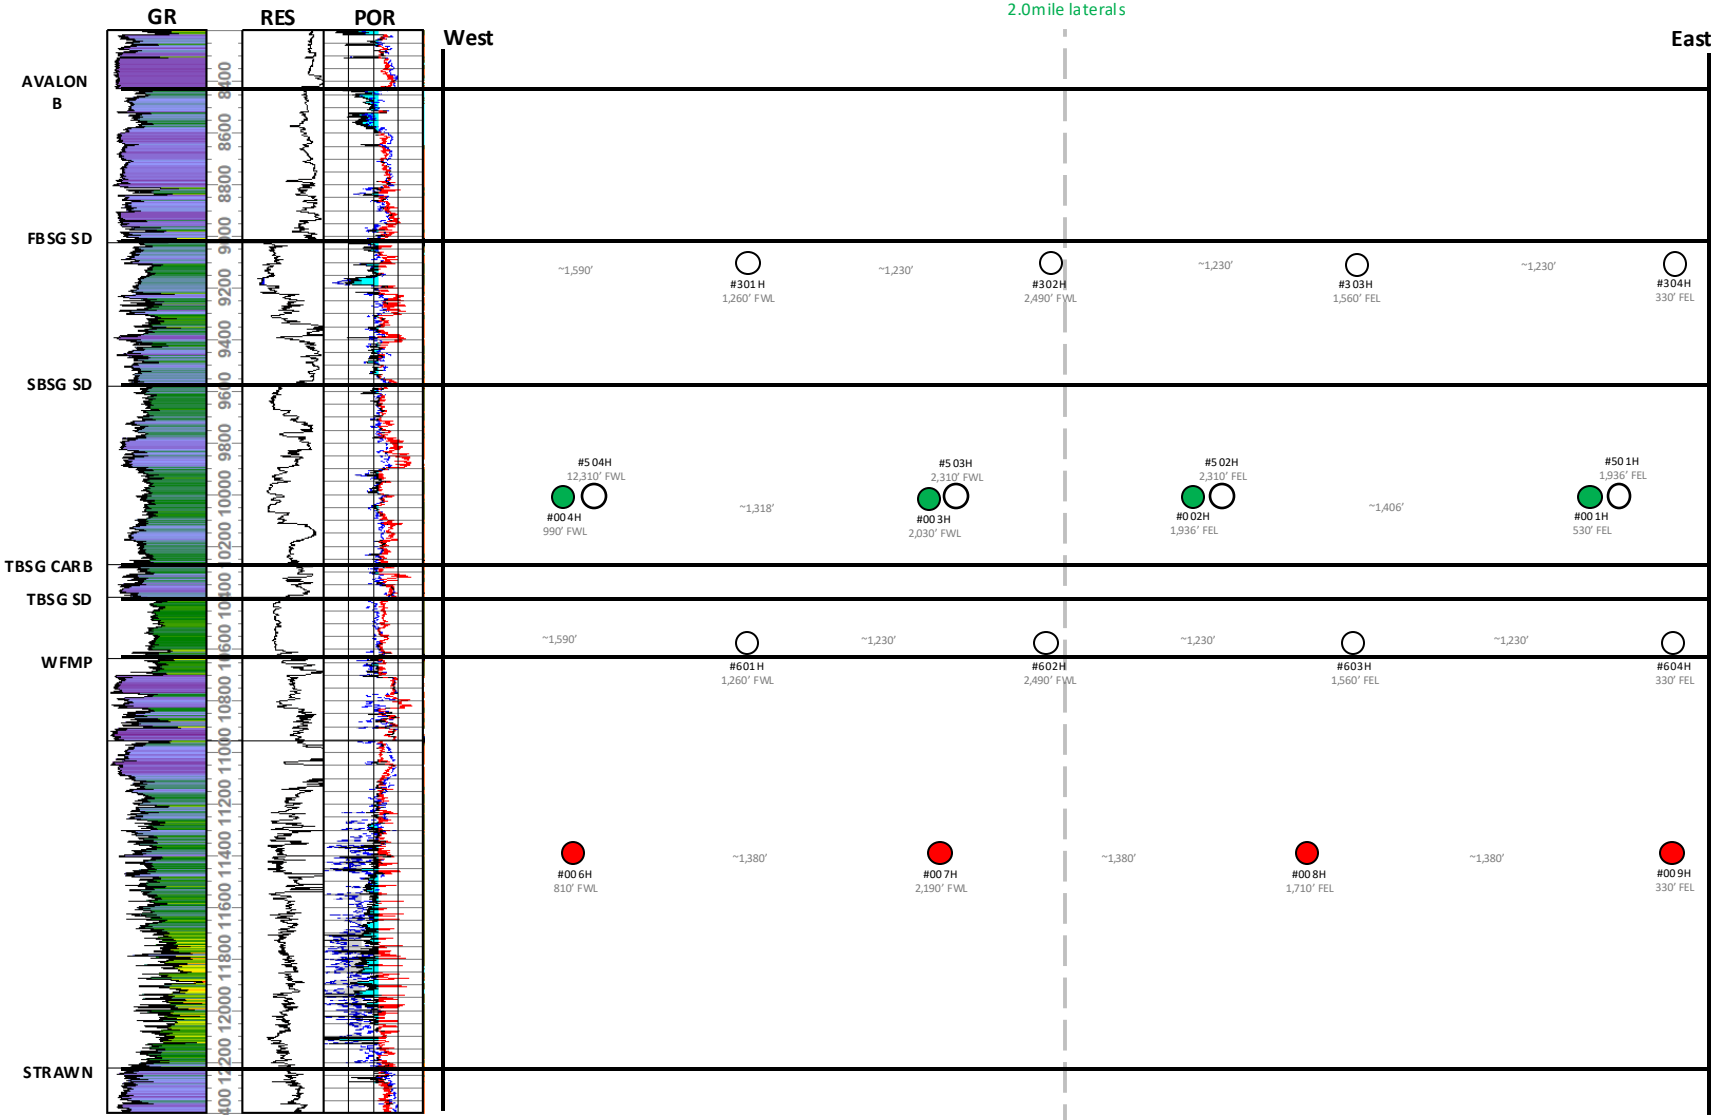 2.0mile laterals
GR RES POR
West East
AVALON
B
FBSG SD
SBSG SD
TBSG CARB
TBSG SD
WFMP
STRAWN
8400
8600
8800
9000
9200
9400
9600
9800
10000
10200
10400
10600
10800
11000
11200
11400
11600
11800
12000
12200
400
~1,590' ~1,230' ~1,230' ~1,230'
#301H #302H #303H #304H
1,260' FWL 2,490' FWL 1,560' FEL 330' FEL
#504H #503H #502H #501H
12,310' FWL 2,310' FWL 2,310' FEL 1,936' FEL
~1,318' ~1,406'
#004H #003H #002H #001H
990' FWL 2,030' FWL 1,936' FEL 530' FEL
~1,590' ~1,230' ~1,230' ~1,230'
#601H #602H #603H #604H
1,260' FWL 2,490' FWL 1,560' FEL 330' FEL
~1,380' ~1,380' ~1,380'
#006H #007H #008H #009H
810' FWL 2,190' FWL 1,710' FEL 330' FEL